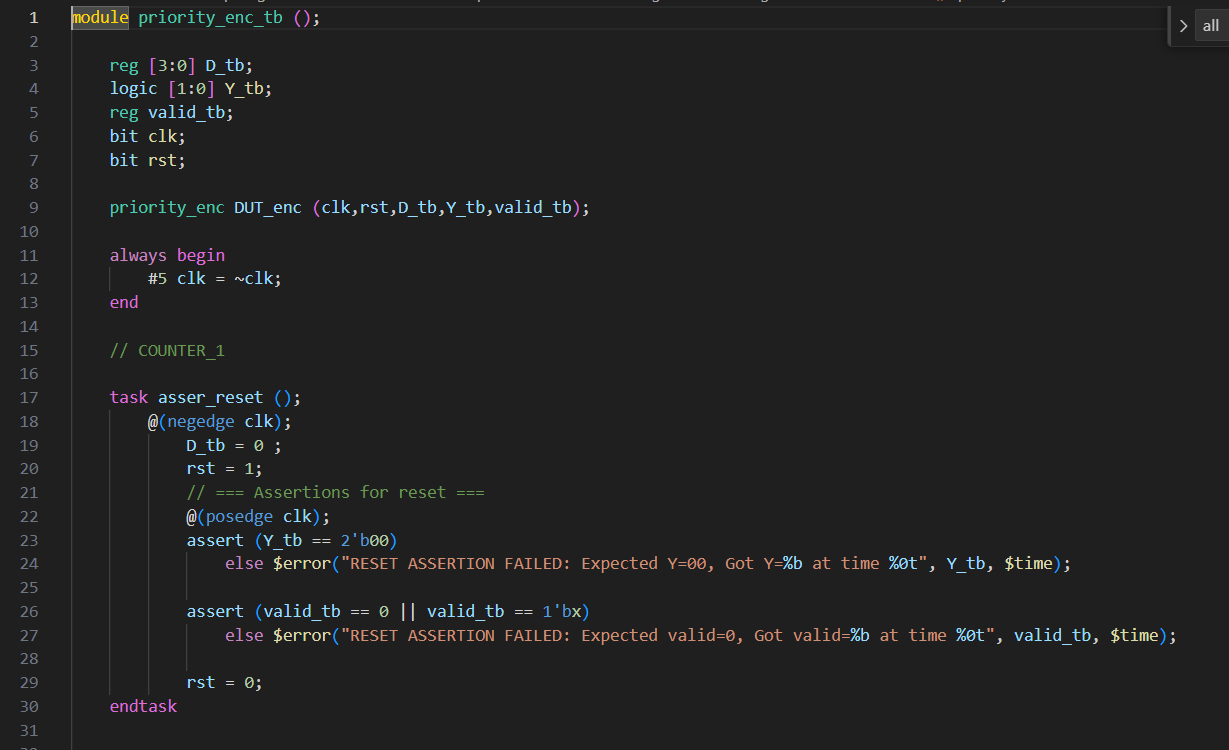 1 module priority_enc_tb ();
> all
2
3 reg [3:0] D_tb;
4 logic [1:0] Y_tb;
5 reg valid_tb;
6 bit clk;
7 bit rst;
8
9 priority_enc DUT_enc (clk,rst,D_tb,Y_tb,valid_tb);
10
11 always begin
12 #5 clk = ~clk;
13 end
14
15 // COUNTER_1
16
17 task asser_reset ();
18 @(negedge clk);
19 D_tb = 0 ;
20 rst = 1;
21 // === Assertions for reset ===
22 @(posedge clk);
23 assert (Y_tb == 2'b00)
24 else $error("RESET ASSERTION FAILED: Expected Y=00, Got Y=%b at time %0t", Y_tb, $time);
25
26 assert (valid_tb == 0 || valid_tb == 1'bx)
27 else $error("RESET ASSERTION FAILED: Expected valid=0, Got valid=%b at time %0t", valid_tb, $time);
28
29 rst = 0;
30 endtask
31